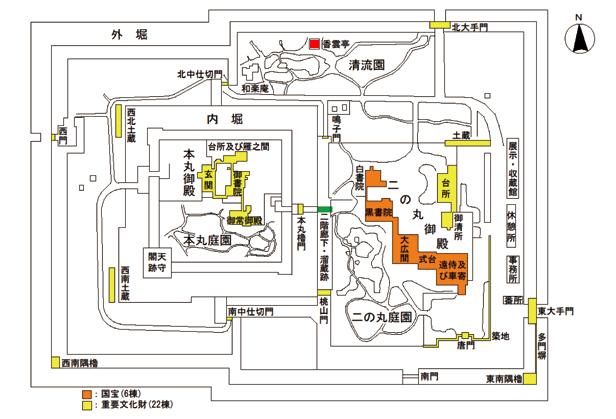 外堀
北大手門
N
香雲亭
清流園
和楽庵
北中仕切門
内堀
西北土蔵
西門
鳴子門
土蔵
展示・収蔵館
台所及び雁之間
本丸御殿
玄関
御書院
御常御殿
白書院
黒書院
二の丸御殿
台所
御清所
休憩所
大広間
式台
遠侍及び車寄
事務所
本丸櫓門
二階廊下・溜蔵跡
本丸庭園
天守閣跡
西南土蔵
桃山門
二の丸庭園
番所
東大手門
南中仕切門
唐門
築地
多門塀
西南隅櫓
南門
東南隅櫓
：国宝(6棟)
：重要文化財(22棟)